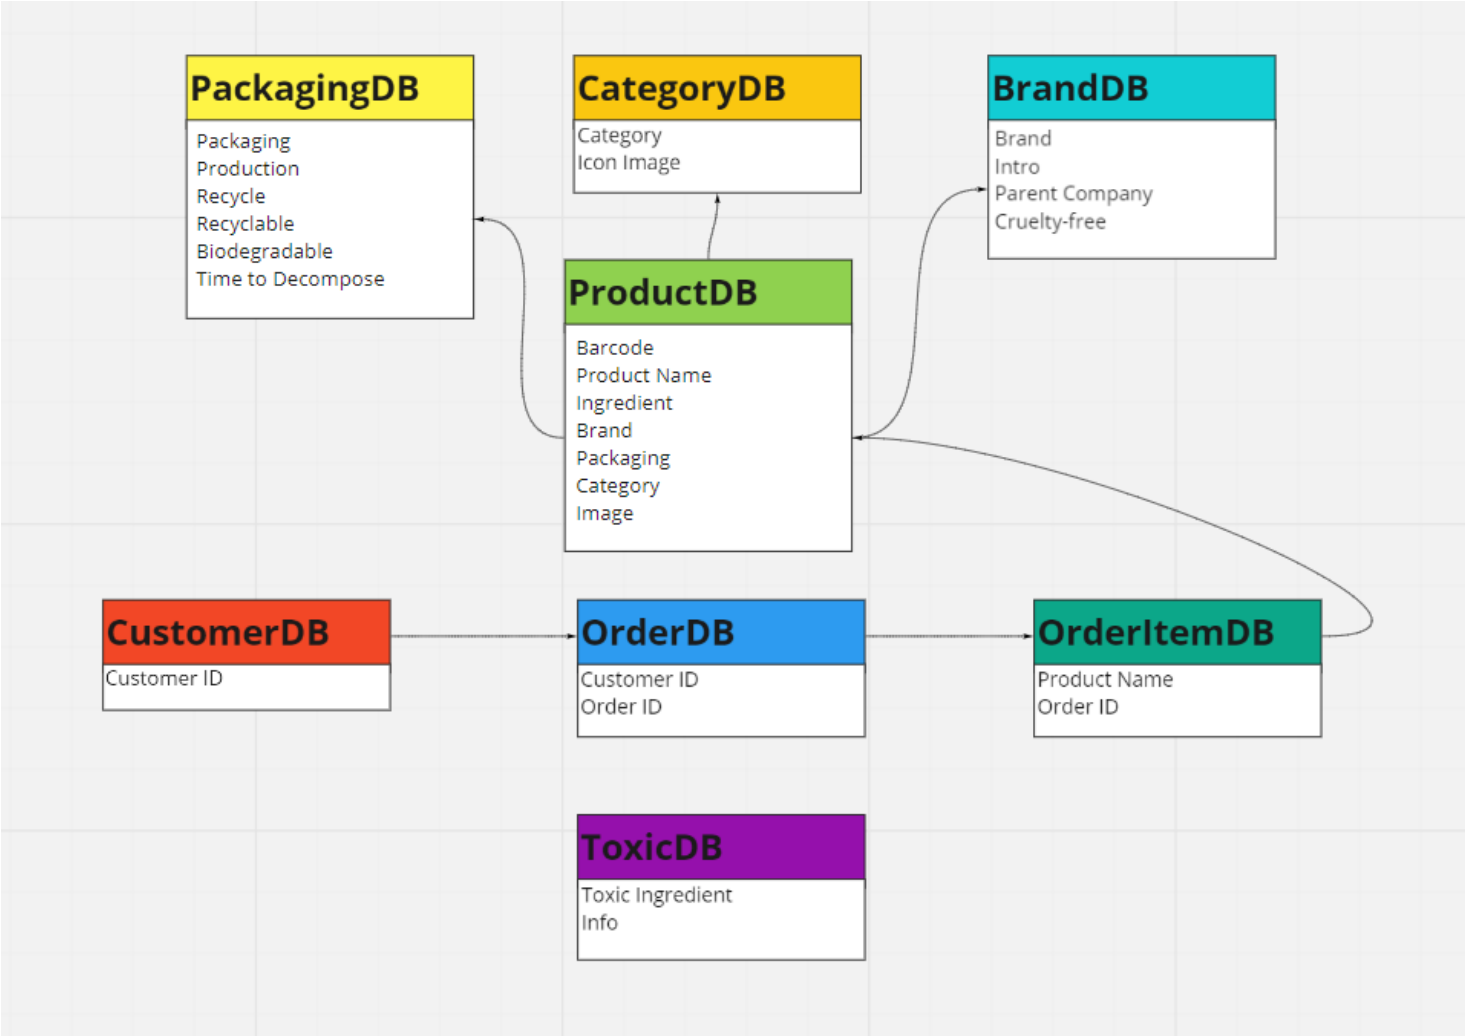 PackagingDB
Packaging
Production
Recycle
Recyclable
Biodegradable
Time to Decompose
CategoryDB
Category
Icon Image
BrandDB
Brand
Intro
Parent Company
Cruelty-free
ProductDB
Barcode
Product Name
Ingredient
Brand
Packaging
Category
Image
CustomerDB
Customer ID
OrderDB
Customer ID
Order ID
OrderItemDB
Product Name
Order ID
ToxicDB
Toxic Ingredient
Info